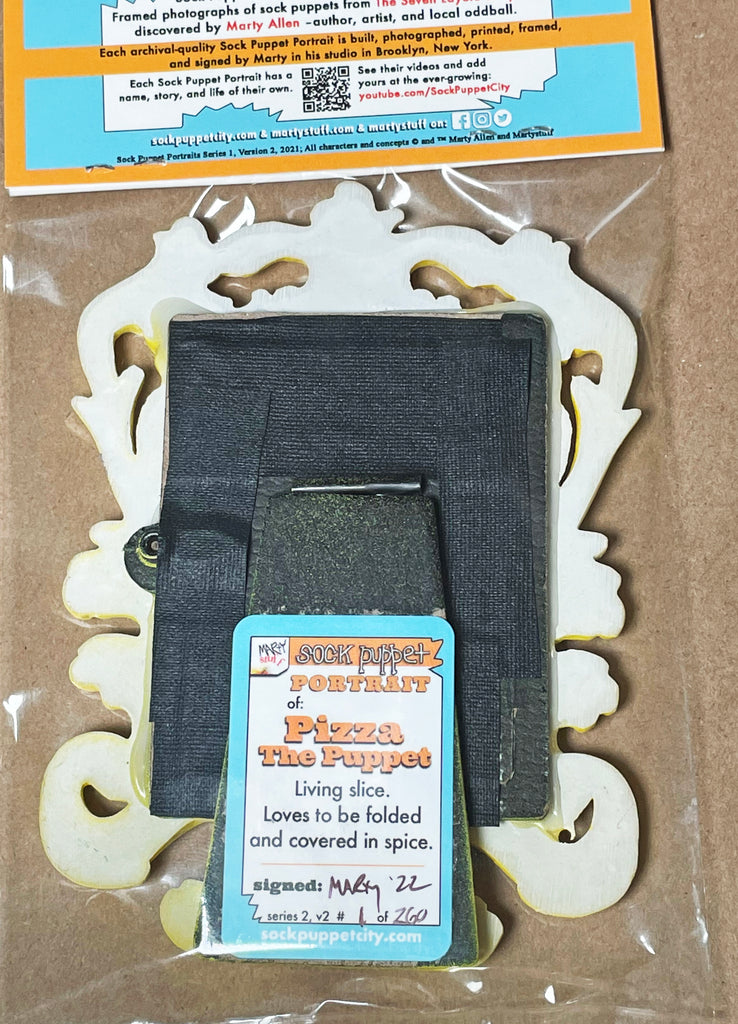 Framed photographs of sock puppets from The Seven
discovered by Marty Allen –author, artist, and local oddball.
Each archival-quality Sock Puppet Portrait is built, photographed, printed, framed,
and signed by Marty in his studio in Brooklyn, New York.
Each Sock Puppet Portrait has a
name, story, and life of their own.
See their videos and add
yours at the ever-growing:
youtube.com/SockPuppetCity
sockpuppetcity.com & martystuff.com & martystuff on:
Sock Puppet Portraits Series 1, Version 2, 2021; All characters and concepts © and ™ Marty Allen and Martystuff
MARTY
stuff
sock puppet
PORTRAIT
of:
Pizza
The Puppet
Living slice.
Loves to be folded
and covered in spice.
signed: MARTY '22
series 2, v2 # 1 of 260
sockpuppetcity.com